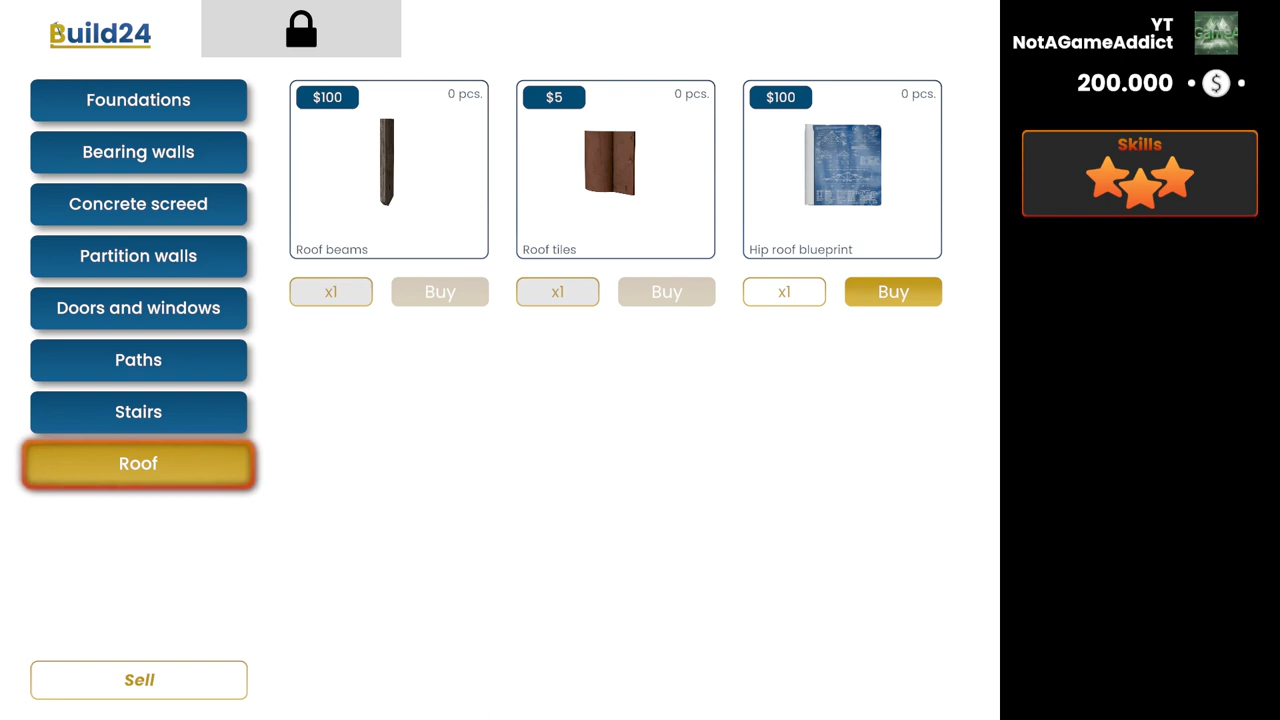 Build24
YT
NotAGameAddict
200.000
Skills
Foundations
Bearing walls
Concrete screed
Partition walls
Doors and windows
Paths
Stairs
Roof
Sell
$100
0 pcs.
Roof beams
x1
Buy
$5
0 pcs.
Roof tiles
x1
Buy
$100
0 pcs.
Hip roof blueprint
x1
Buy